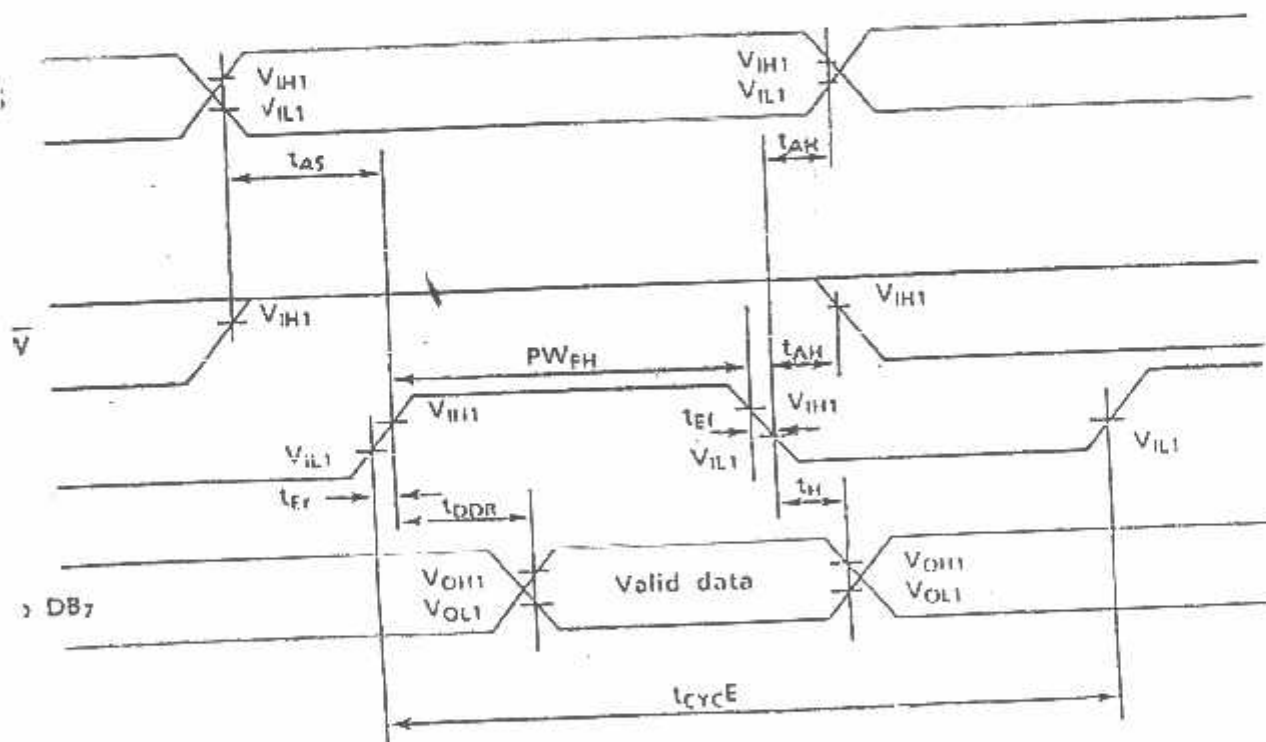 VIH1
VIL1
VIH1
VIL1
tAS
tAH
VIH1
VIH1
V
PWEH
tAH
VIH1
VIH1
tEf
VIL1
VIL1
VIL1
tEr
tDDR
tH
VOH1
VOL1
Valid data
VOH1
VOL1
DB7
tCYCE